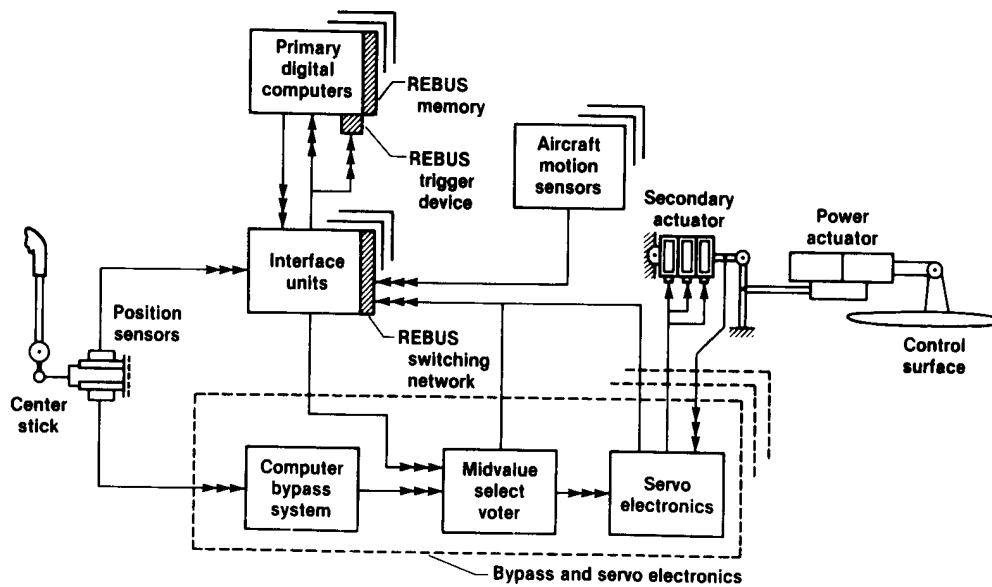 Primary
digital
computers
REBUS
memory
REBUS
trigger
device
Aircraft
motion
sensors
Secondary
actuator
Power
actuator
Interface
units
Position
sensors
REBUS
switching
network
Control
surface
Center
stick
Computer
bypass
system
Midvalue
select
voter
Servo
electronics
Bypass and servo electronics